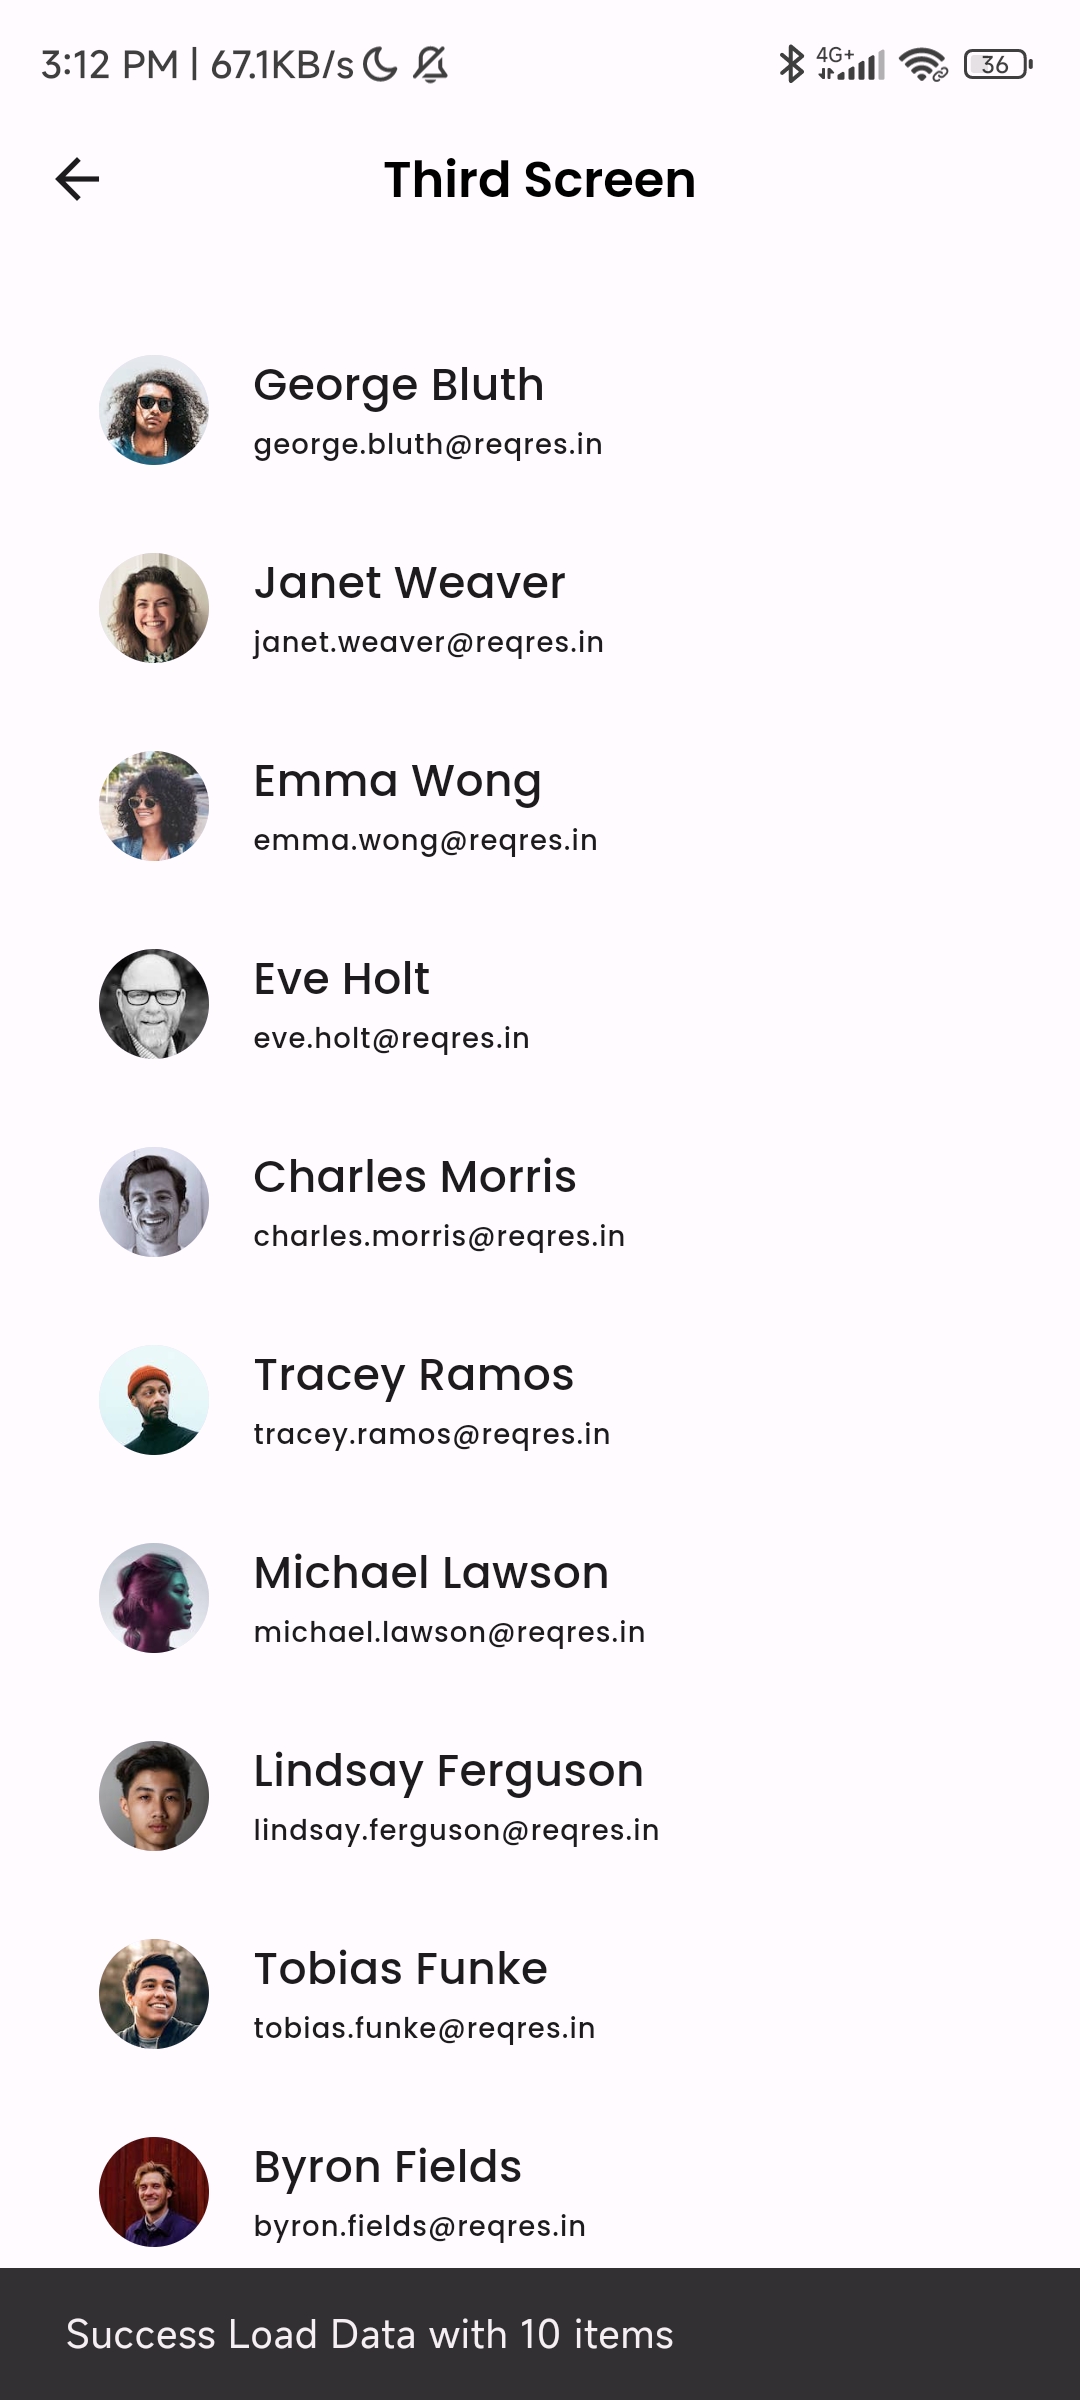 3:12 PM | 67.1KB/s 4G+ 36
Third Screen
George Bluth
george.bluth@reqres.in
Janet Weaver
janet.weaver@reqres.in
Emma Wong
emma.wong@reqres.in
Eve Holt
eve.holt@reqres.in
Charles Morris
charles.morris@reqres.in
Tracey Ramos
tracey.ramos@reqres.in
Michael Lawson
michael.lawson@reqres.in
Lindsay Ferguson
lindsay.ferguson@reqres.in
Tobias Funke
tobias.funke@reqres.in
Byron Fields
byron.fields@reqres.in
Success Load Data with 10 items